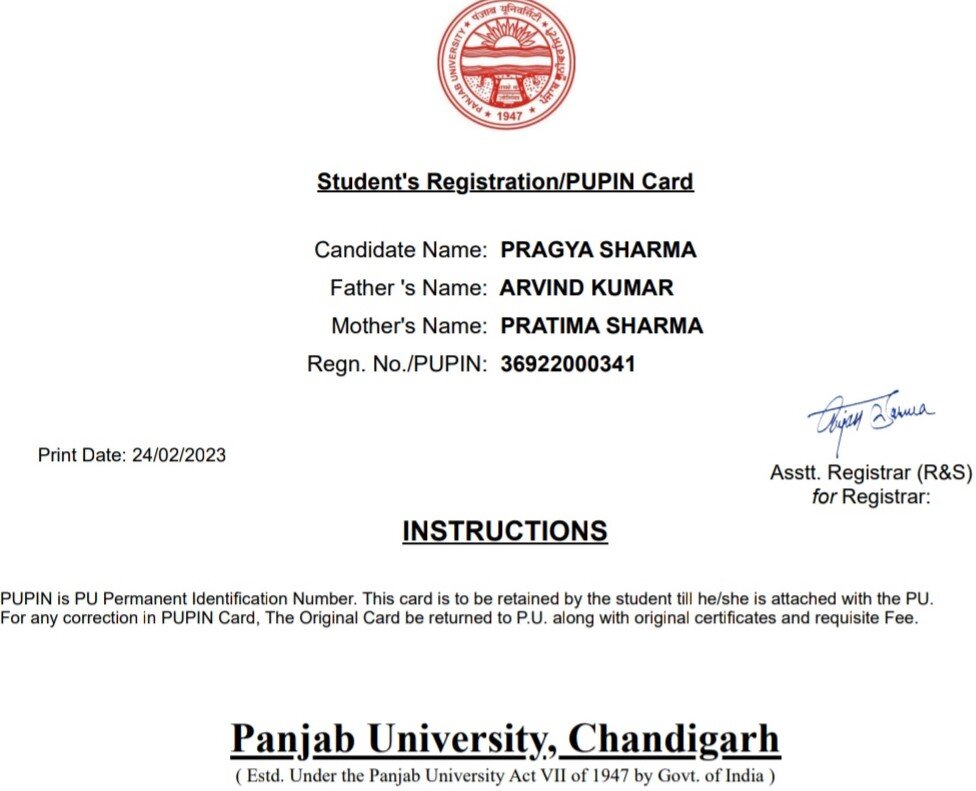 पंजाब यूनिवर्सिटी
PANJAB UNIVERSITY
1947
Student's Registration/PUPIN Card
Candidate Name: PRAGYA SHARMA
Father 's Name: ARVIND KUMAR
Mother's Name: PRATIMA SHARMA
Regn. No./PUPIN: 36922000341
Print Date: 24/02/2023
Asstt. Registrar (R&S)
for Registrar:
INSTRUCTIONS
PUPIN is PU Permanent Identification Number. This card is to be retained by the student till he/she is attached with the PU.
For any correction in PUPIN Card, The Original Card be returned to P.U. along with original certificates and requisite Fee.
Panjab University, Chandigarh
( Estd. Under the Panjab University Act VII of 1947 by Govt. of India )